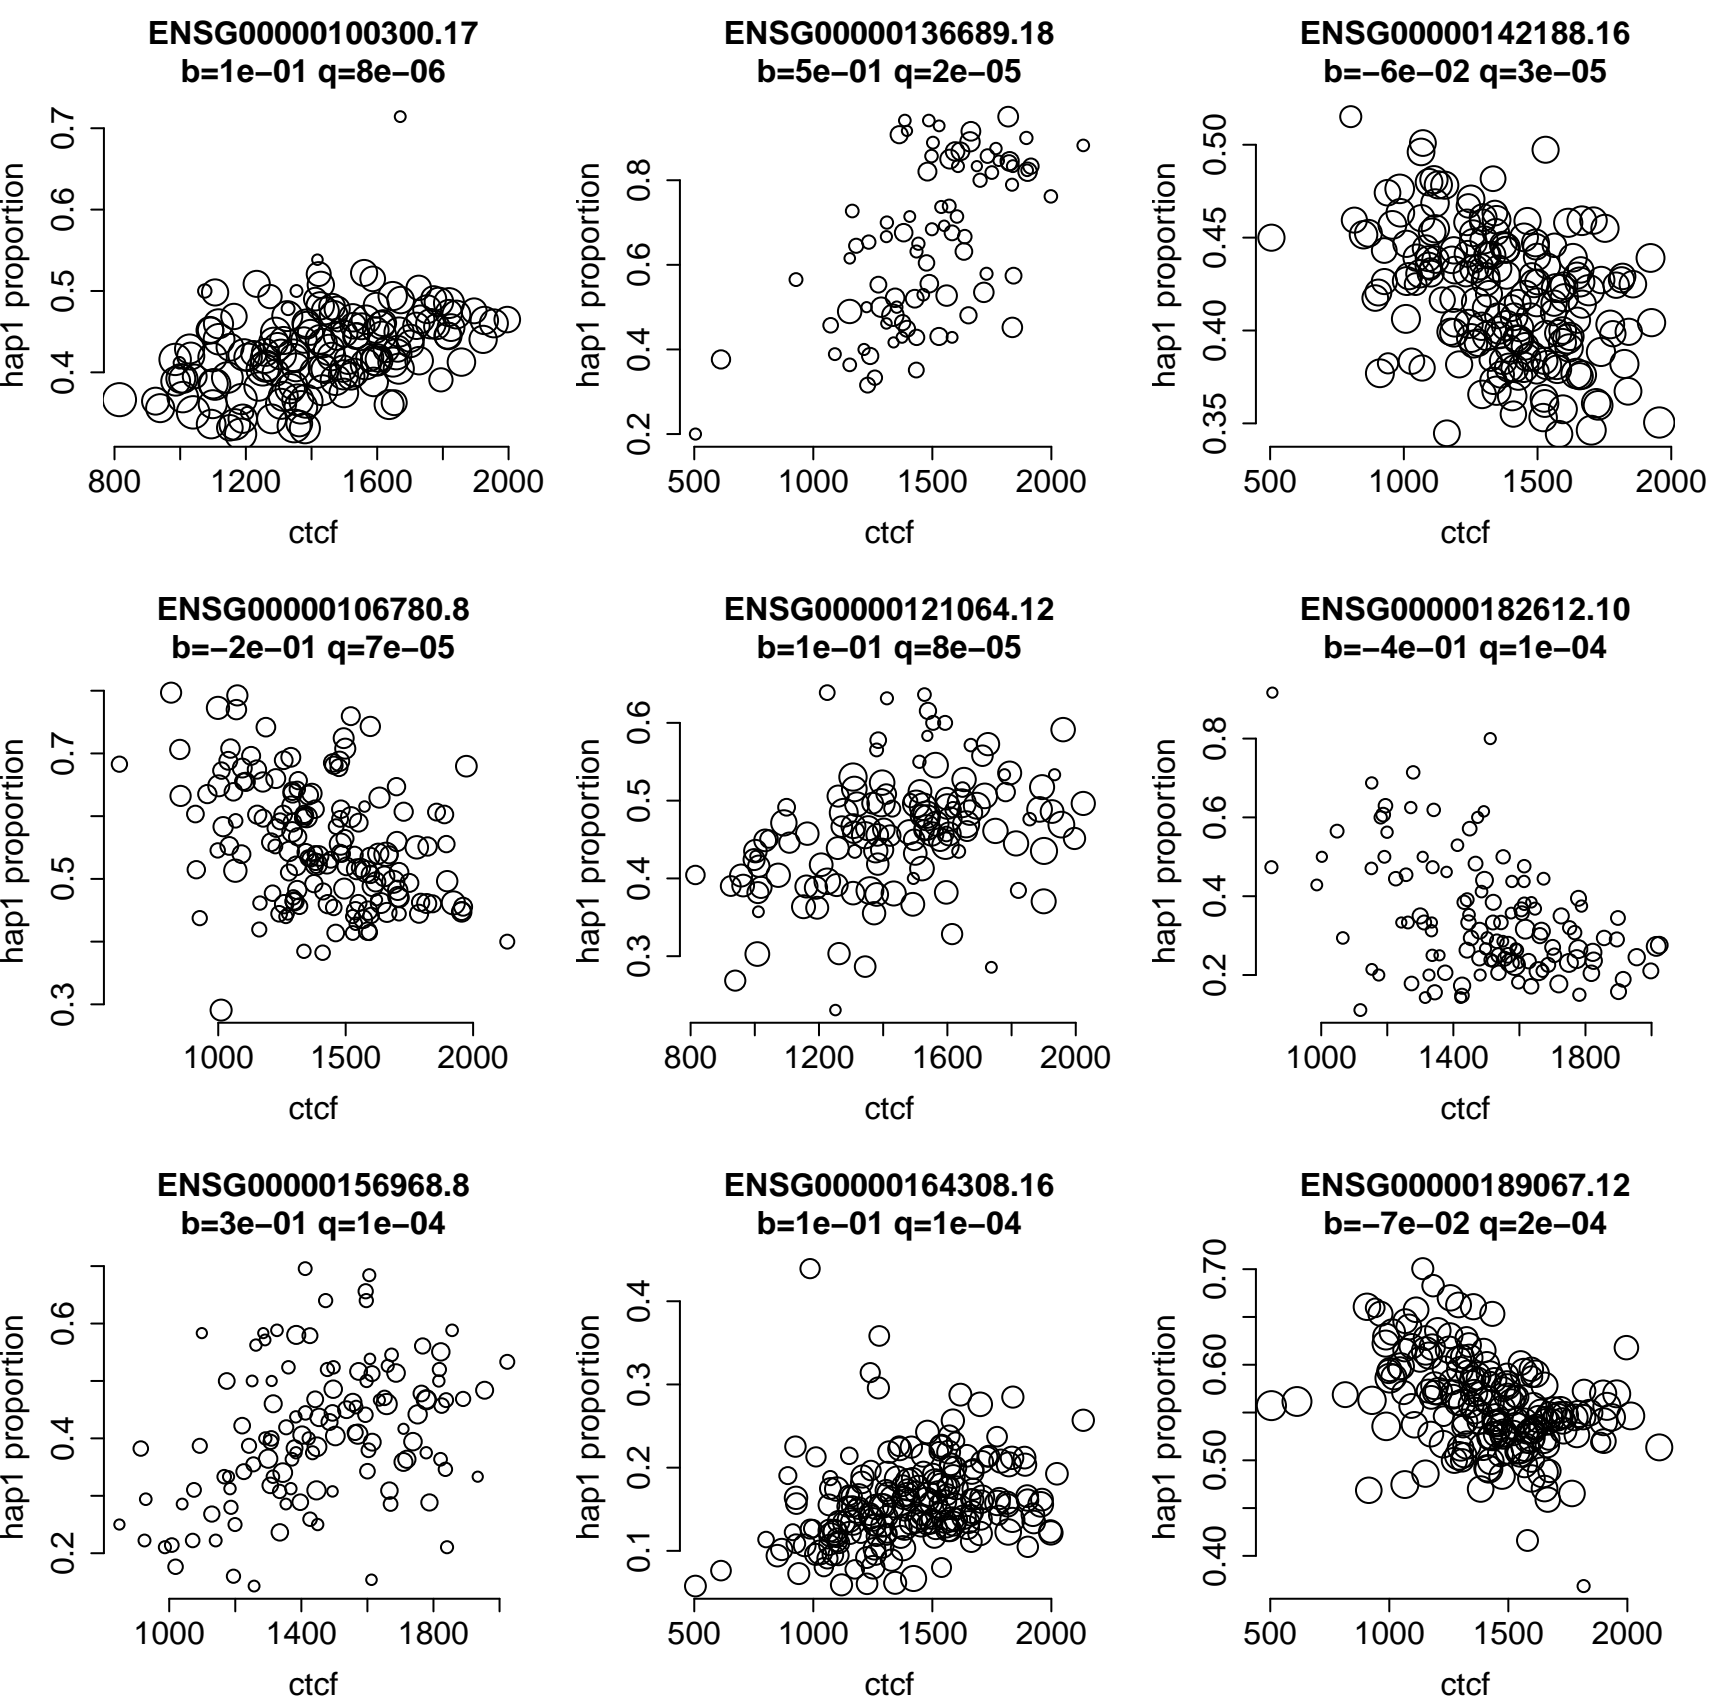 ENSG00000100300.17
b=1e−01 q=8e−06
hap1 proportion
0.7
0.6
0.5
0.4
800 1200 1600 2000
ctcf
ENSG00000136689.18
b=5e−01 q=2e−05
hap1 proportion
0.8
0.6
0.4
0.2
500 1000 1500 2000
ctcf
ENSG00000142188.16
b=−6e−02 q=3e−05
hap1 proportion
0.50
0.45
0.40
0.35
500 1000 1500 2000
ctcf
ENSG00000106780.8
b=−2e−01 q=7e−05
hap1 proportion
0.7
0.5
0.3
1000 1500 2000
ctcf
ENSG00000121064.12
b=1e−01 q=8e−05
hap1 proportion
0.6
0.5
0.4
0.3
800 1200 1600 2000
ctcf
ENSG00000182612.10
b=−4e−01 q=1e−04
hap1 proportion
0.8
0.6
0.4
0.2
1000 1400 1800
ctcf
ENSG00000156968.8
b=3e−01 q=1e−04
hap1 proportion
0.6
0.4
0.2
1000 1400 1800
ctcf
ENSG00000164308.16
b=1e−01 q=1e−04
hap1 proportion
0.4
0.3
0.2
0.1
500 1000 1500 2000
ctcf
ENSG00000189067.12
b=−7e−02 q=2e−04
hap1 proportion
0.70
0.60
0.50
0.40
500 1000 1500 2000
ctcf